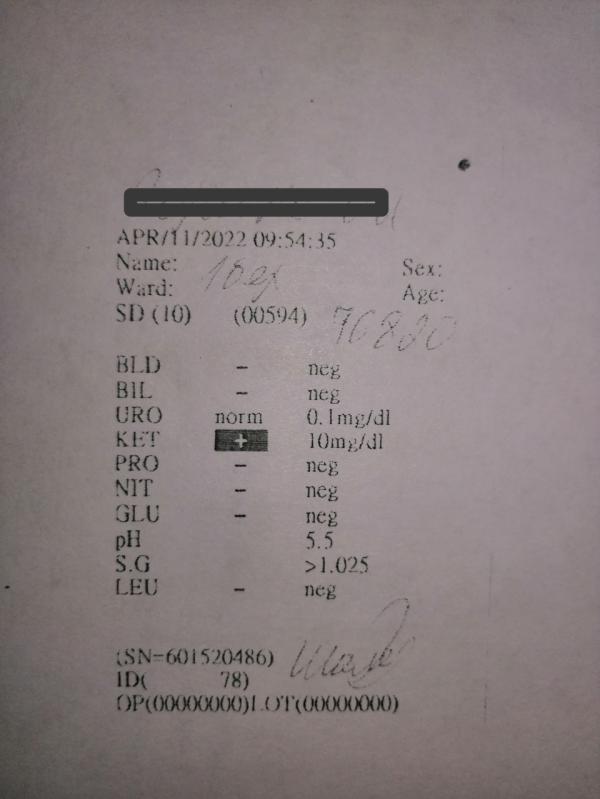 APR/11/2022 09:54:35
Name:
Sex:
Ward:
Age:
SD (10) (00594) 76820
BLD - neg
BIL - neg
URO norm 0.1mg/dl
KET + 10mg/dl
PRO - neg
NIT - neg
GLU - neg
pH 5.5
S.G >1.025
LEU - neg
(SN=601520486)
ID( 78)
OP(00000000)LOT(00000000)